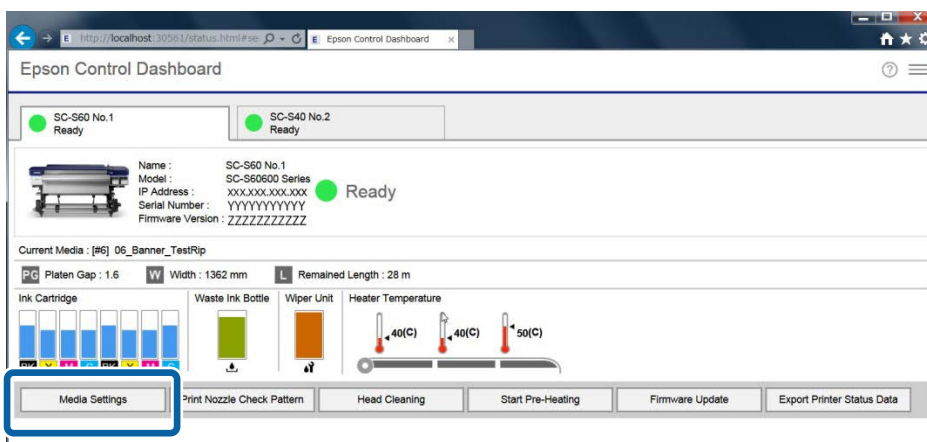 http://localhost:30561/status.html#se
Epson Control Dashboard
Epson Control Dashboard
SC-S60 No.1
Ready
SC-S40 No.2
Ready
Name : SC-S60 No.1
Model : SC-S60600 Series
IP Address : XXX.XXX.XXX.XXX
Serial Number : YYYYYYYYYYY
Firmware Version : ZZZZZZZZZZZ
Ready
Current Media : [#6] 06_Banner_TestRip
PG Platen Gap : 1.6 W Width : 1362 mm L Remained Length : 28 m
Ink Cartridge Waste Ink Bottle Wiper Unit Heater Temperature
40(C) 40(C) 50(C)
Media Settings Print Nozzle Check Pattern Head Cleaning Start Pre-Heating Firmware Update Export Printer Status Data